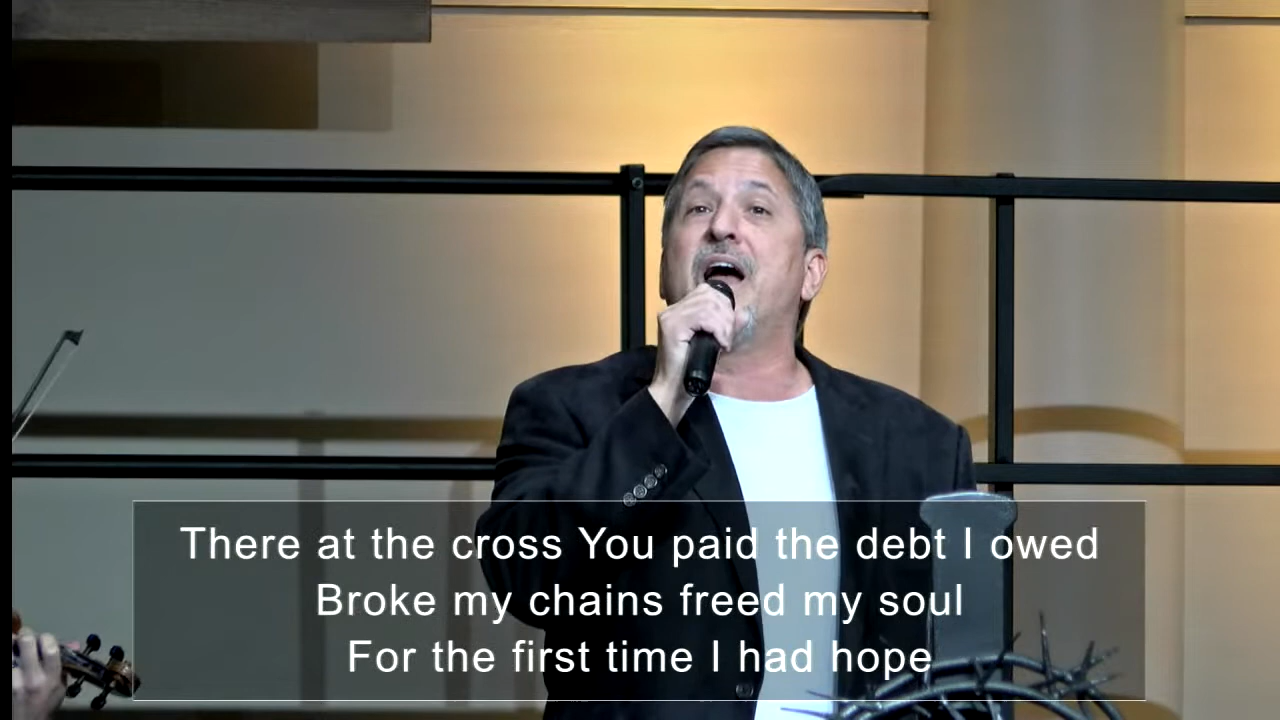 There at the cross You paid the debt I owed
Broke my chains freed my soul
For the first time I had hope